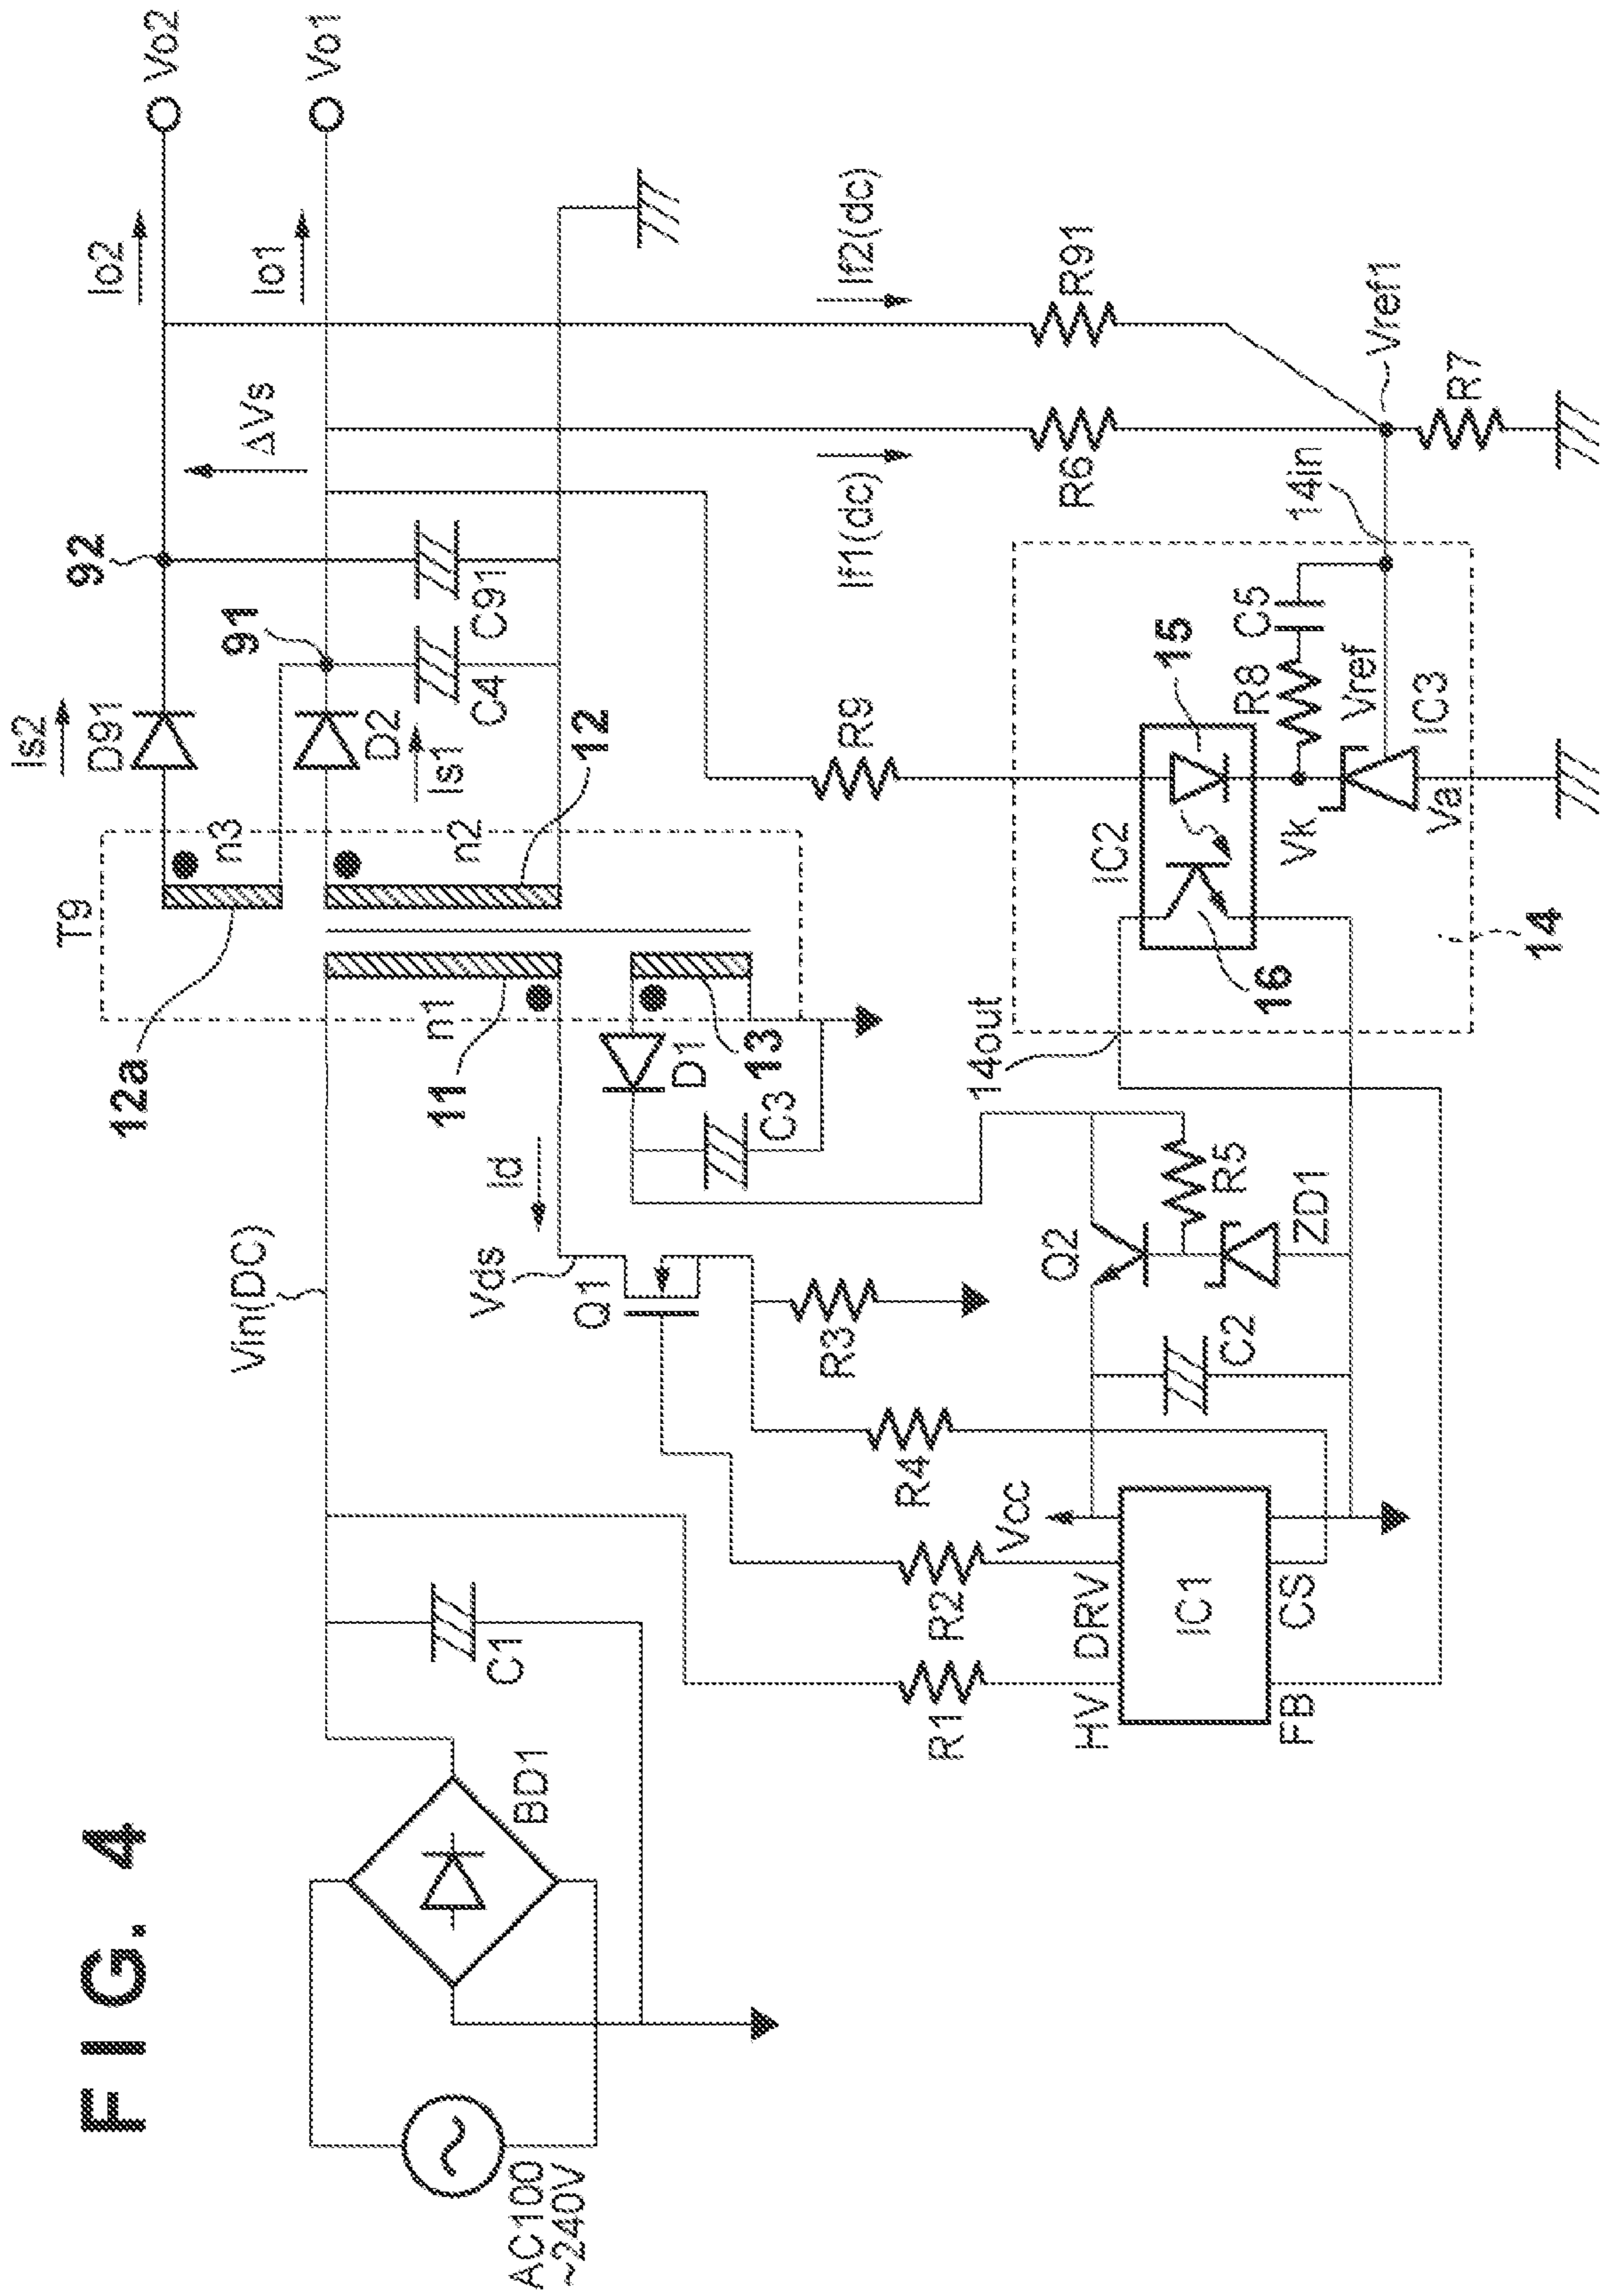 FIG. 4
AC100
~240V
BD1
C1
Vin(DC)
R1
R2
HV
DRV
Vcc
IC1
FB
CS
R4
R3
Q1
Vds
Id
C2
Q2
ZD1
R5
C3
D1
13
11
n1
12a
T9
n3
n2
12
Is2
D91
D2
Is1
91
92
C4
C91
ΔVs
Io2
Io1
Vo2
Vo1
If1(dc)
If2(dc)
R9
R6
R91
Vref1
R7
14in
14out
14
IC2
15
16
R8
C5
Vref
IC3
Vk
Va